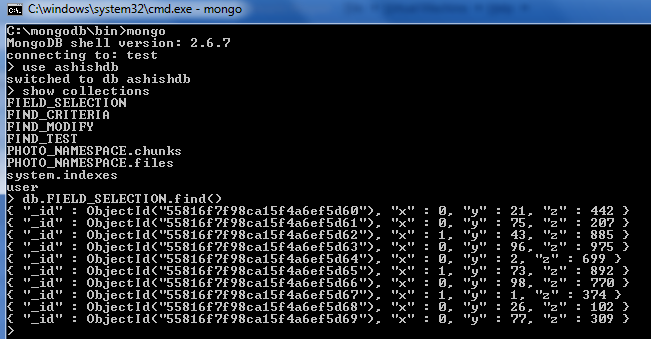 C:\windows\system32\cmd.exe - mongo
C:\mongodb\bin>mongo
MongoDB shell version: 2.6.7
connecting to: test
> use ashishdb
switched to db ashishdb
> show collections
FIELD_SELECTION
FIND_CRITERIA
FIND_MODIFY
FIND_TEST
PHOTO_NAMESPACE.chunks
PHOTO_NAMESPACE.files
system.indexes
user
> db.FIELD_SELECTION.find()
{ "_id" : ObjectId("55816f7f98ca15f4a6ef5d60"), "x" : 0, "y" : 21, "z" : 442 }
{ "_id" : ObjectId("55816f7f98ca15f4a6ef5d61"), "x" : 0, "y" : 75, "z" : 207 }
{ "_id" : ObjectId("55816f7f98ca15f4a6ef5d62"), "x" : 1, "y" : 43, "z" : 885 }
{ "_id" : ObjectId("55816f7f98ca15f4a6ef5d63"), "x" : 0, "y" : 96, "z" : 975 }
{ "_id" : ObjectId("55816f7f98ca15f4a6ef5d64"), "x" : 0, "y" : 2, "z" : 699 }
{ "_id" : ObjectId("55816f7f98ca15f4a6ef5d65"), "x" : 1, "y" : 73, "z" : 892 }
{ "_id" : ObjectId("55816f7f98ca15f4a6ef5d66"), "x" : 0, "y" : 98, "z" : 770 }
{ "_id" : ObjectId("55816f7f98ca15f4a6ef5d67"), "x" : 1, "y" : 1, "z" : 374 }
{ "_id" : ObjectId("55816f7f98ca15f4a6ef5d68"), "x" : 0, "y" : 26, "z" : 102 }
{ "_id" : ObjectId("55816f7f98ca15f4a6ef5d69"), "x" : 0, "y" : 77, "z" : 309 }
>